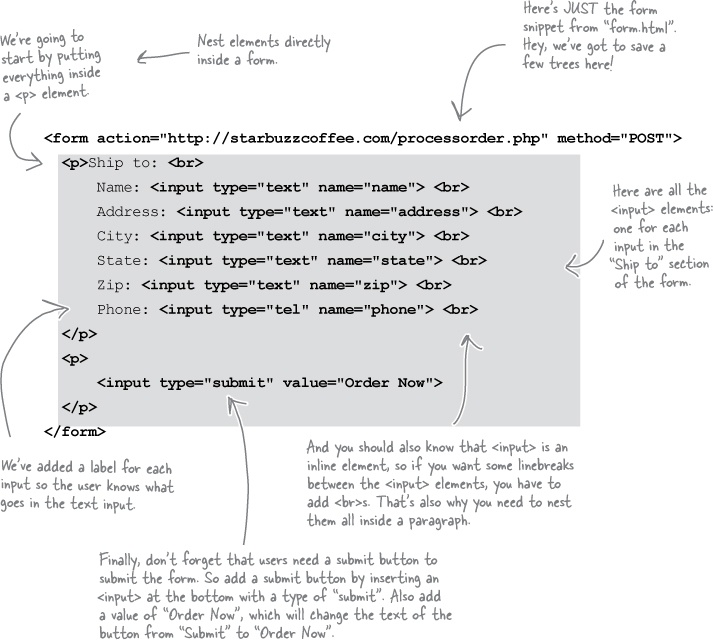 We're going to
start by putting
everything inside
a <p> element.
Nest elements directly
inside a form.
Here's JUST the form
snippet from "form.html".
Hey, we've got to save a
few trees here!
<form action="http://starbuzzcoffee.com/processorder.php" method="POST">
<p>Ship to: <br>
Name: <input type="text" name="name"> <br>
Address: <input type="text" name="address"> <br>
City: <input type="text" name="city"> <br>
State: <input type="text" name="state"> <br>
Zip: <input type="text" name="zip"> <br>
Phone: <input type="tel" name="phone"> <br>
</p>
<p>
<input type="submit" value="Order Now">
</p>
</form>
Here are all the
<input> elements:
one for each
input in the
"Ship to" section
of the form.
We've added a label for each
input so the user knows what
goes in the text input.
And you should also know that <input> is an
inline element, so if you want some linebreaks
between the <input> elements, you have to
add <br>s. That's also why you need to nest
them all inside a paragraph.
Finally, don't forget that users need a submit button to
submit the form. So add a submit button by inserting an
<input> at the bottom with a type of "submit". Also add
a value of "Order Now", which will change the text of the
button from "Submit" to "Order Now".